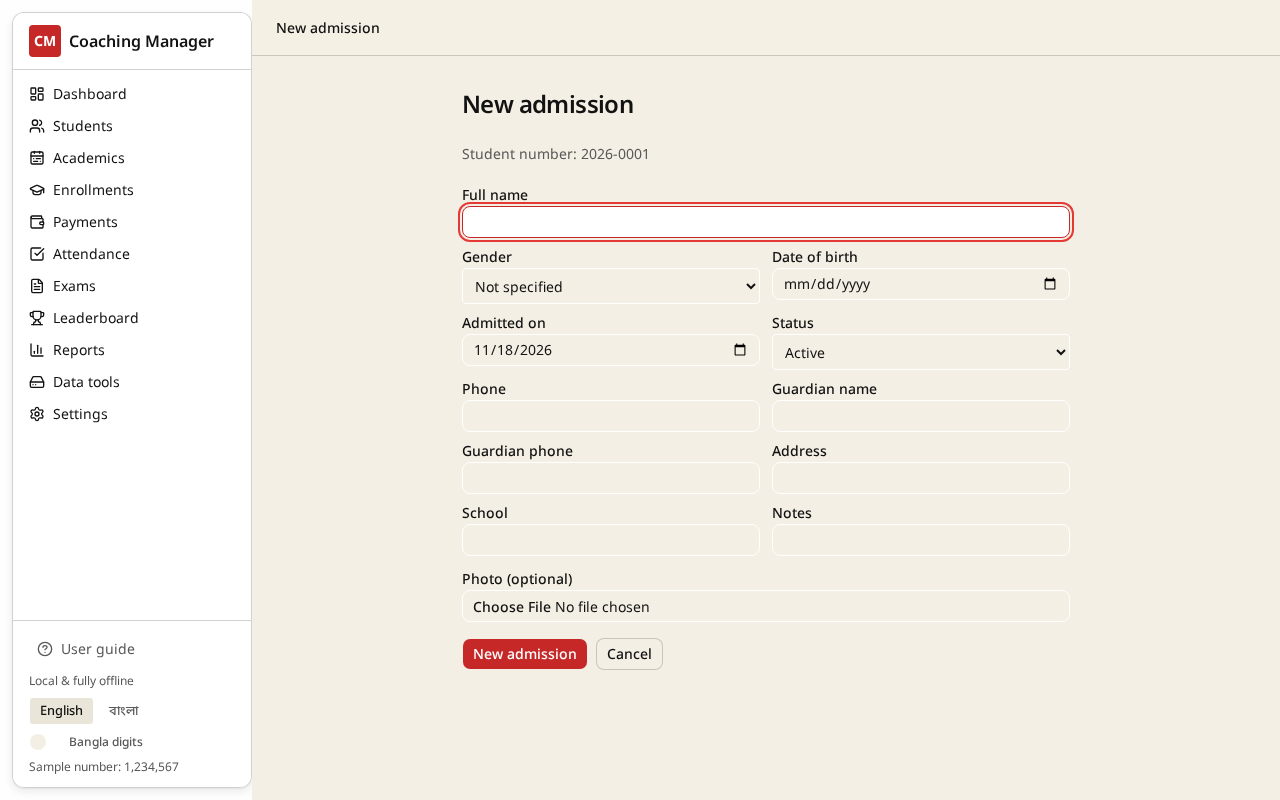 CM Coaching Manager
New admission
Dashboard
Students
Academics
Enrollments
Payments
Attendance
Exams
Leaderboard
Reports
Data tools
Settings
User guide
Local & fully offline
English বাংলা
Bangla digits
Sample number: 1,234,567
New admission
Student number: 2026-0001
Full name
Gender Date of birth
Not specified mm/dd/yyyy
Admitted on Status
11/18/2026 Active
Phone Guardian name
Guardian phone Address
School Notes
Photo (optional)
Choose File No file chosen
New admission Cancel